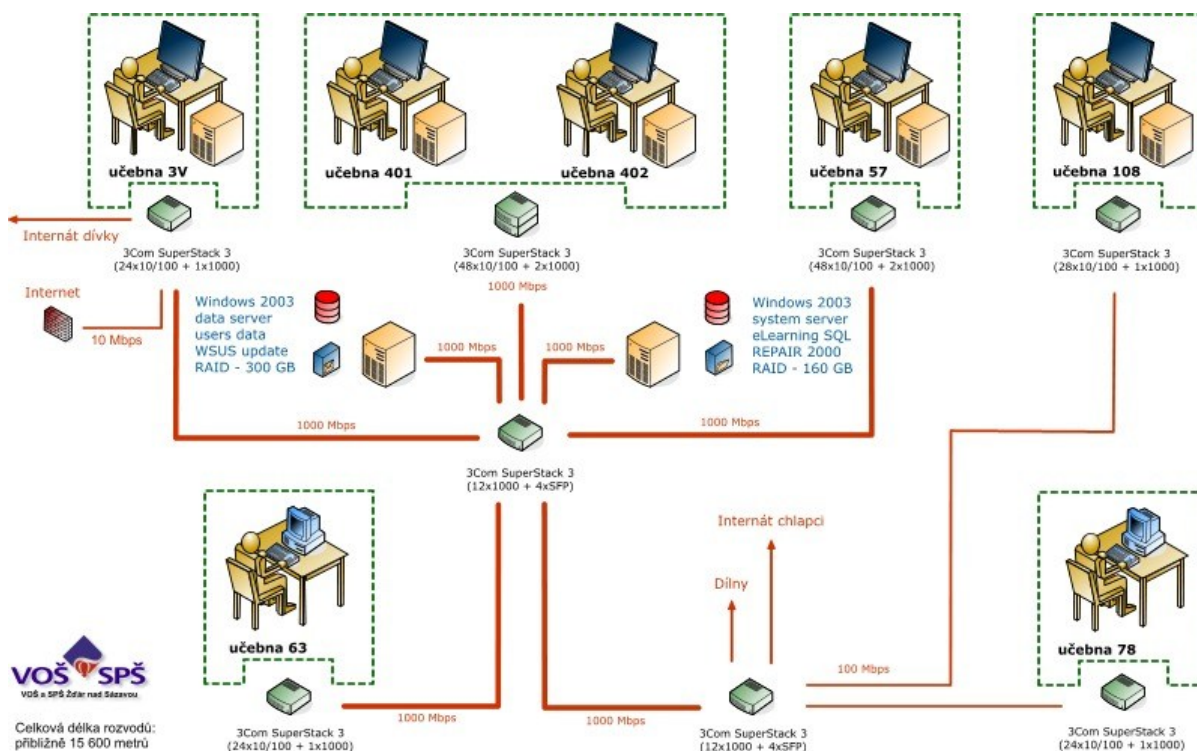 učebna 3V
učebna 401
učebna 402
učebna 57
učebna 108
Internát dívky
3Com SuperStack 3
(24x10/100 + 1x1000)
3Com SuperStack 3
(48x10/100 + 2x1000)
3Com SuperStack 3
(48x10/100 + 2x1000)
3Com SuperStack 3
(28x10/100 + 1x1000)
Internet
10 Mbps
1000 Mbps
Windows 2003
data server
users data
WSUS update
RAID - 300 GB
1000 Mbps
1000 Mbps
Windows 2003
system server
eLearning SQL
REPAIR 2000
RAID - 160 GB
1000 Mbps
1000 Mbps
3Com SuperStack 3
(12x1000 + 4xSFP)
Internát chlapci
Dílny
učebna 63
učebna 78
100 Mbps
VOŠ SPŠ
VOŠ a SPŠ Žďár nad Sázavou
1000 Mbps
1000 Mbps
Celková délka rozvodů:
přibližně 15 600 metrů
3Com SuperStack 3
(24x10/100 + 1x1000)
3Com SuperStack 3
(12x1000 + 4xSFP)
3Com SuperStack 3
(24x10/100 + 1x1000)